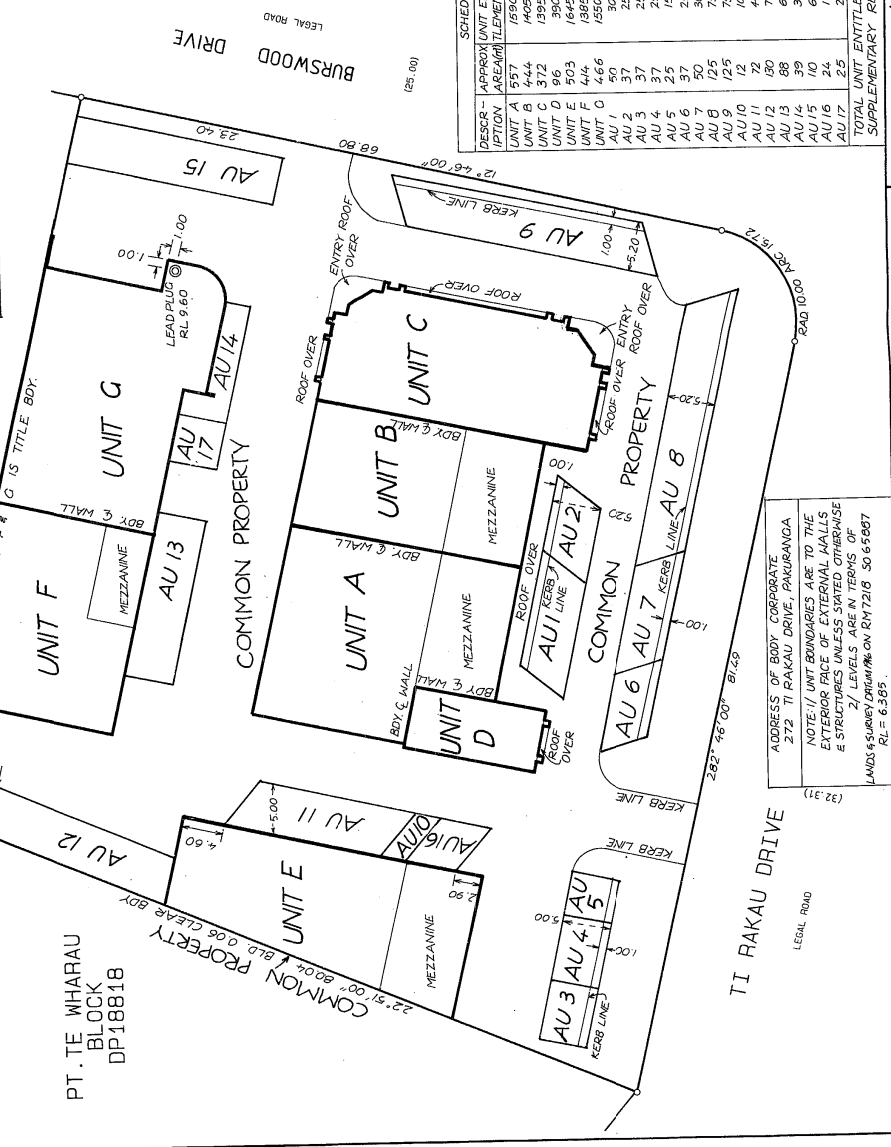 LEGAL ROAD
BURSWOOD DRIVE
(25.00)
SCHED
DESCR-IPTION APPROX AREA(m²) UNIT E TLEMEN
UNIT A 557 1590
UNIT B 444 1405
UNIT C 372 1395
UNIT D 96 390
UNIT E 503 1645
UNIT F 414 1385
UNIT G 466 1550
AU 1 50
AU 2 37
AU 3 37
AU 4 37
AU 5 25
AU 6 37
AU 7 50
AU 8 125
AU 9 125
AU 10 12
AU 11 72
AU 12 130
AU 13 88
AU 14 39
AU 15 110
AU 16 24
AU 17 25
TOTAL UNIT ENTITLE
SUPPLEMENTARY RE
23.40
68.80
12° 46' 00"
AU 15
1.00
1.00
LEAD PLUG
RL 9.60
G IS TITLE BDY.
UNIT G
AU 14
AU 17
BDY. ₵ WALL
UNIT F
MEZZANINE
AU 13
COMMON PROPERTY
ENTRY ROOF OVER
KERB LINE
AU 9
1.00
5.20
ARC 15.72
RAD 10.00
ROOF OVER
ROOF OVER
UNIT C
ENTRY ROOF OVER
ROOF OVER
BDY ₵ WALL
UNIT B
MEZZANINE
BDY ₵ WALL
UNIT A
MEZZANINE
BDY. ₵ WALL
BDY ₵ WALL
UNIT D
ROOF OVER
ROOF OVER
1.00
AU 2
5.20
AU 1
KERB LINE
COMMON PROPERTY
5.20
AU 8
KERB LINE
AU 7
1.00
AU 6
282° 46' 00" 81.49
KERB LINE
KERB LINE
AU 12
4.60
5.00
AU 11
AU 10
AU 16
2.90
UNIT E
MEZZANINE
COMMON PROPERTY
22° 51' 00" 80.04 BLD. 0.06 CLEAR BDY
AU 3
AU 4
AU 5
5.00
1.00
KERB LINE
PT. TE WHARAU
BLOCK
DP18818
TI RAKAU DRIVE
LEGAL ROAD
(32.31)
ADDRESS OF BODY CORPORATE
272 TI RAKAU DRIVE, PAKURANGA
NOTE: 1/ UNIT BOUNDARIES ARE TO THE
EXTERIOR FACE OF EXTERNAL WALLS
& STRUCTURES UNLESS STATED OTHERWISE
2/ LEVELS ARE IN TERMS OF
LANDS & SURVEY DATUM ON RM7218 SO 65887
RL = 6.385.